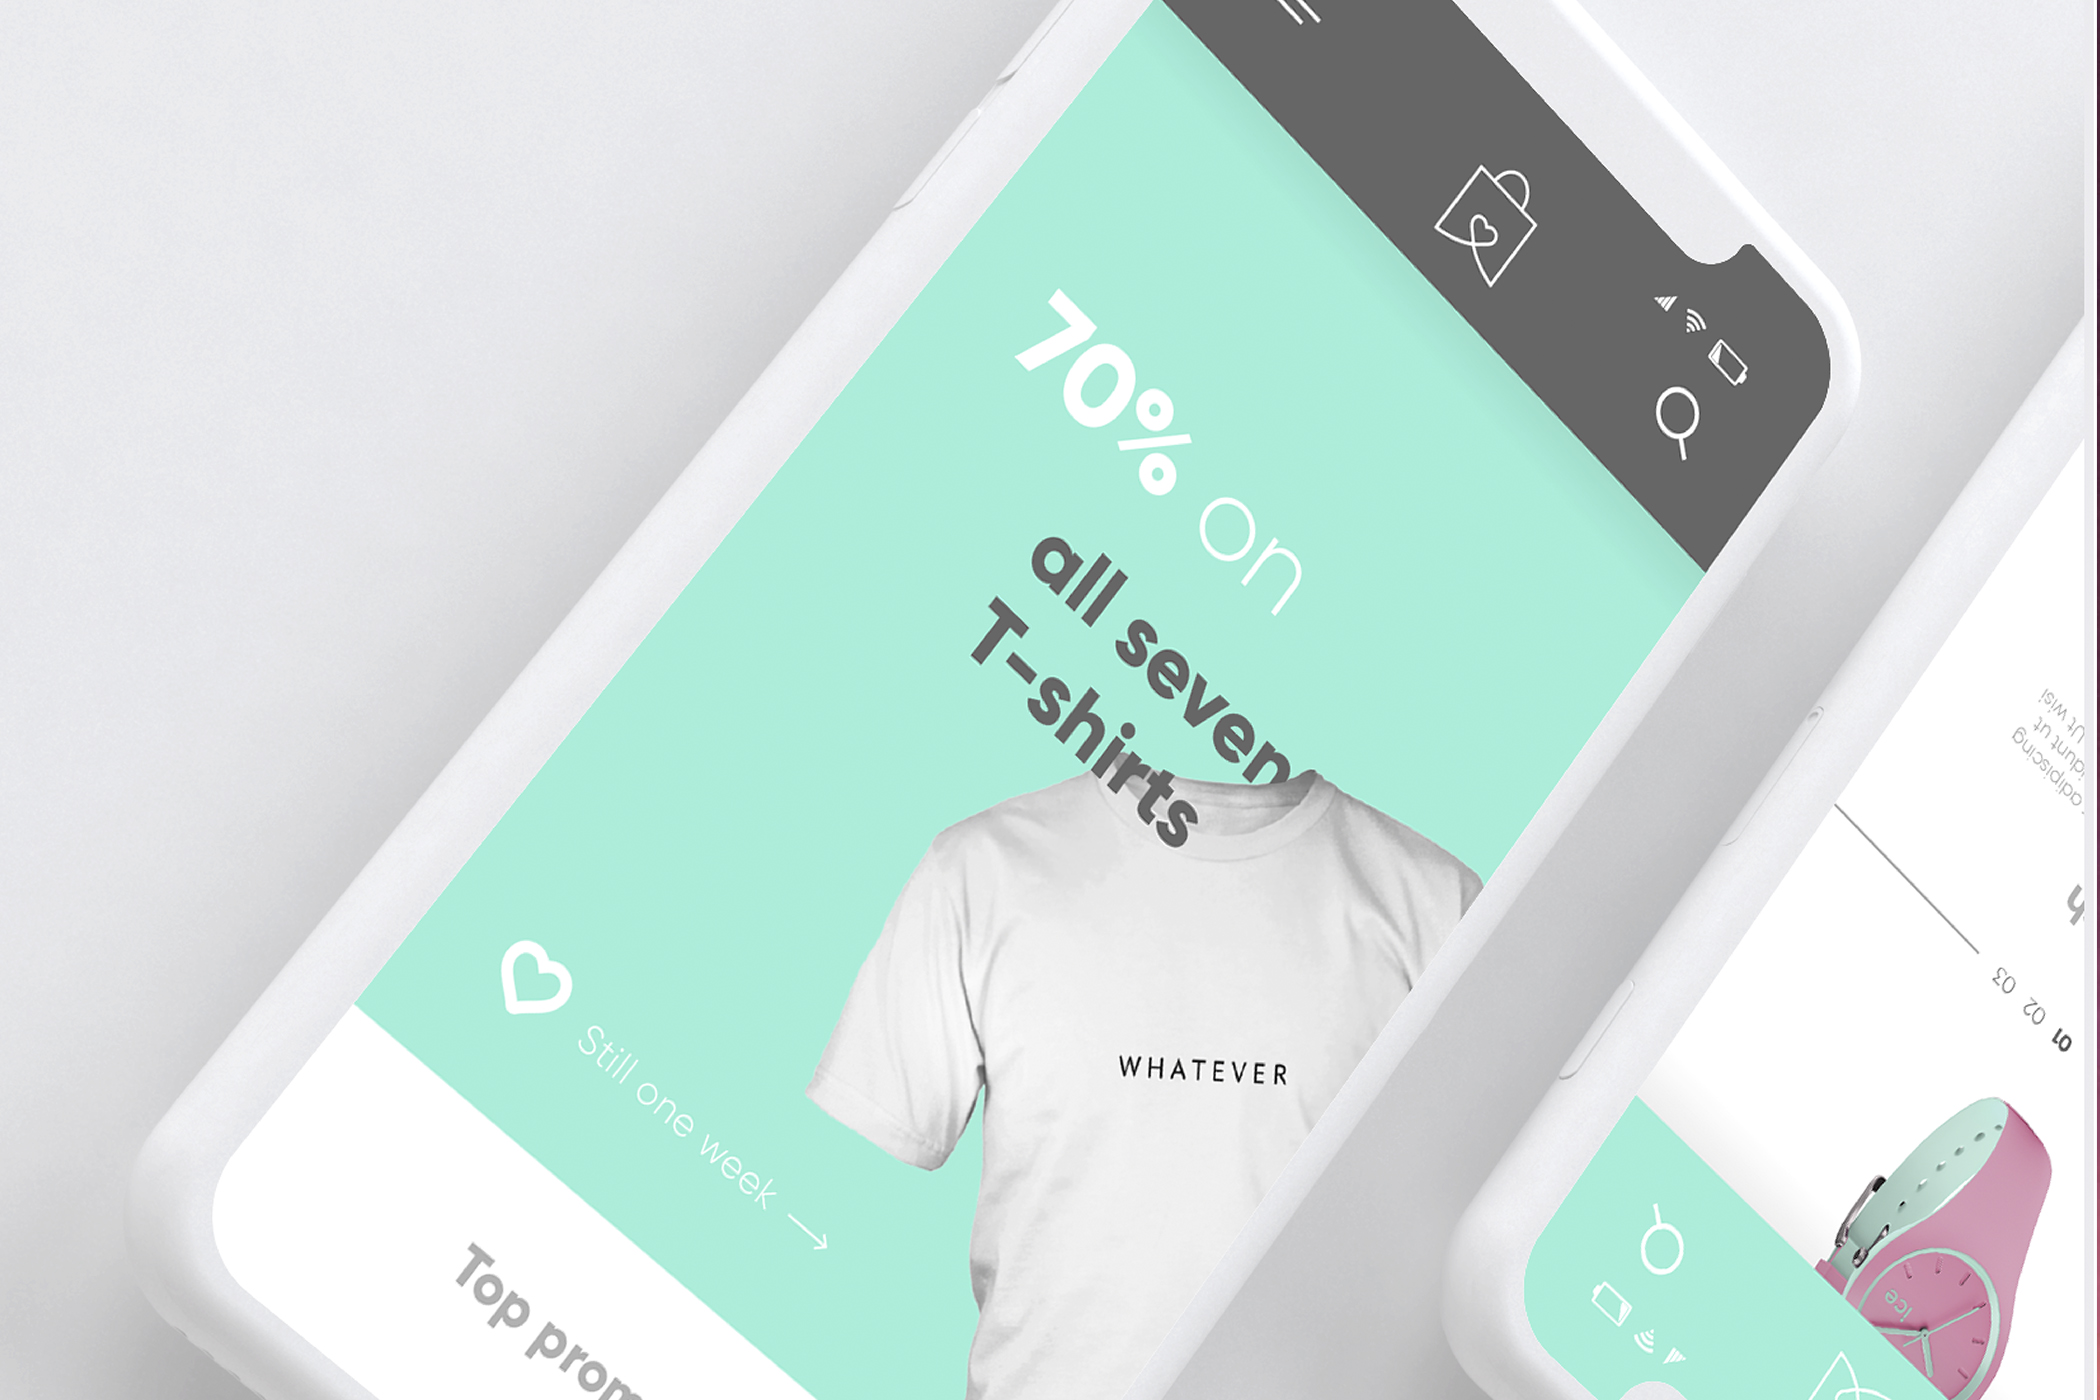 70% on
all seven
T-shirts
WHATEVER
Still one week
Top prom
adipiscing
idunt ut
Ut wisi
01 02 03
ice